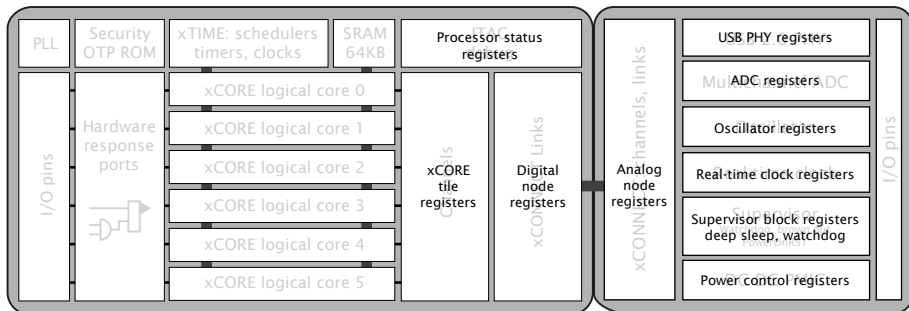 PLL
Security
OTP ROM
xTIME: schedulers
timers, clocks
SRAM
64KB
Processor status
registers
I/O pins
Hardware
response
ports
xCORE logical core 0
xCORE logical core 1
xCORE logical core 2
xCORE logical core 3
xCORE logical core 4
xCORE logical core 5
xCORE
tile
registers
Digital
node
registers
Analog
node
registers
USB PHY registers
ADC registers
Oscillator registers
Real-time clock registers
Supervisor block registers
deep sleep, watchdog
Power control registers
I/O pins